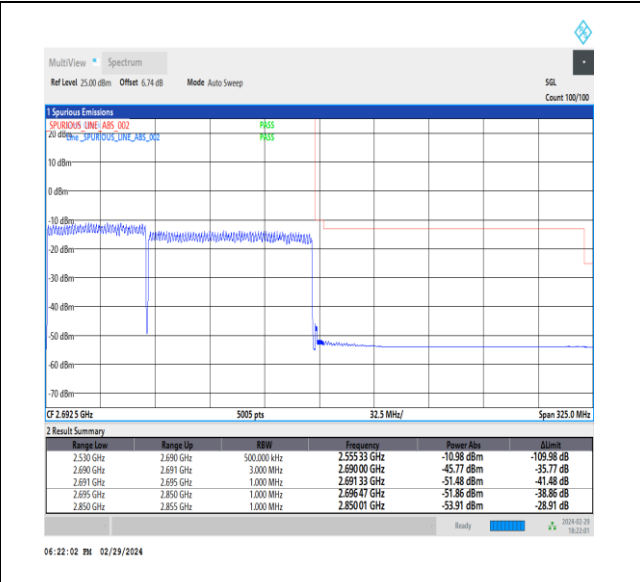 MultiView Spectrum
Ref Level 25.00 dBm Offset 6.74 dB Mode Auto Sweep SGL
Count 100/100
1 Spurious Emissions
SPURIOUS_LINE_ABS_002 PASS
20 dBm
Line _SPURIOUS_LINE_ABS_002 PASS
10 dBm
0 dBm
-10 dBm
-20 dBm
-30 dBm
-40 dBm
-50 dBm
-60 dBm
-70 dBm
CF 2.692 5 GHz 5005 pts 32.5 MHz/ Span 325.0 MHz
2 Result Summary
Range Low Range Up RBW Frequency Power Abs ΔLimit
2.530 GHz 2.690 GHz 500.000 kHz 2.555 33 GHz -10.98 dBm -109.98 dB
2.690 GHz 2.691 GHz 3.000 MHz 2.690 00 GHz -45.77 dBm -35.77 dB
2.691 GHz 2.695 GHz 1.000 MHz 2.691 33 GHz -51.48 dBm -41.48 dB
2.695 GHz 2.850 GHz 1.000 MHz 2.696 47 GHz -51.86 dBm -38.86 dB
2.850 GHz 2.855 GHz 1.000 MHz 2.850 01 GHz -53.91 dBm -28.91 dB
Ready 2024-02-29
18:22:01
06:22:02 PM 02/29/2024